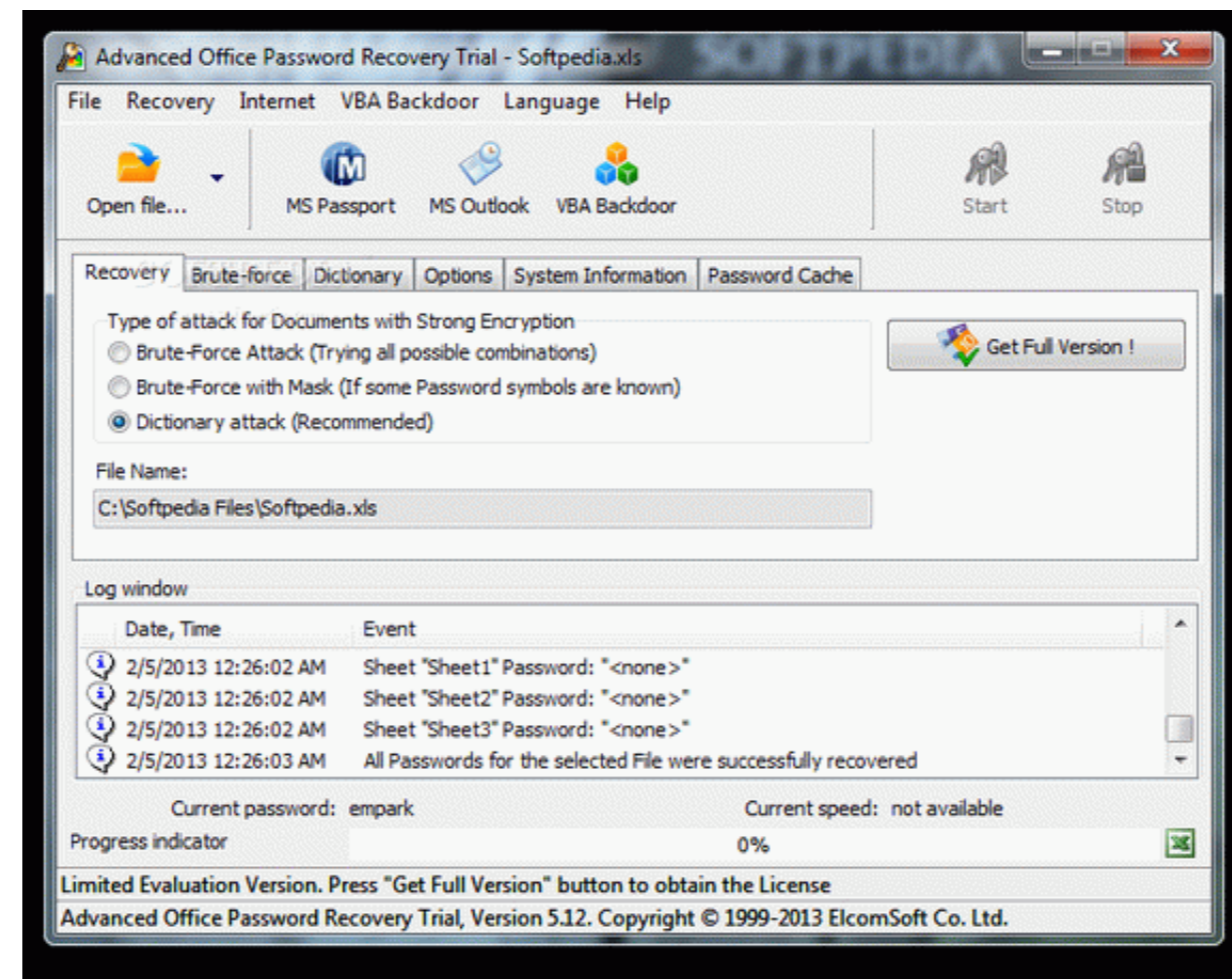 Advanced Office Password Recovery Trial - Softpedia.xls
SOFTPEDIA
File Recovery Internet VBA Backdoor Language Help
Open file... MS Passport MS Outlook VBA Backdoor Start Stop
Recovery Brute-force Dictionary Options System Information Password Cache
Type of attack for Documents with Strong Encryption
Brute-Force Attack (Trying all possible combinations)
Get Full Version !
Brute-Force with Mask (If some Password symbols are known)
Dictionary attack (Recommended)
File Name:
C:\Softpedia Files\Softpedia.xls
Log window
Date, Time Event
2/5/2013 12:26:02 AM Sheet "Sheet1" Password: "<none>"
2/5/2013 12:26:02 AM Sheet "Sheet2" Password: "<none>"
2/5/2013 12:26:02 AM Sheet "Sheet3" Password: "<none>"
2/5/2013 12:26:03 AM All Passwords for the selected File were successfully recovered
Current password: empark Current speed: not available
Progress indicator 0%
Limited Evaluation Version. Press "Get Full Version" button to obtain the License
Advanced Office Password Recovery Trial, Version 5.12. Copyright © 1999-2013 ElcomSoft Co. Ltd.